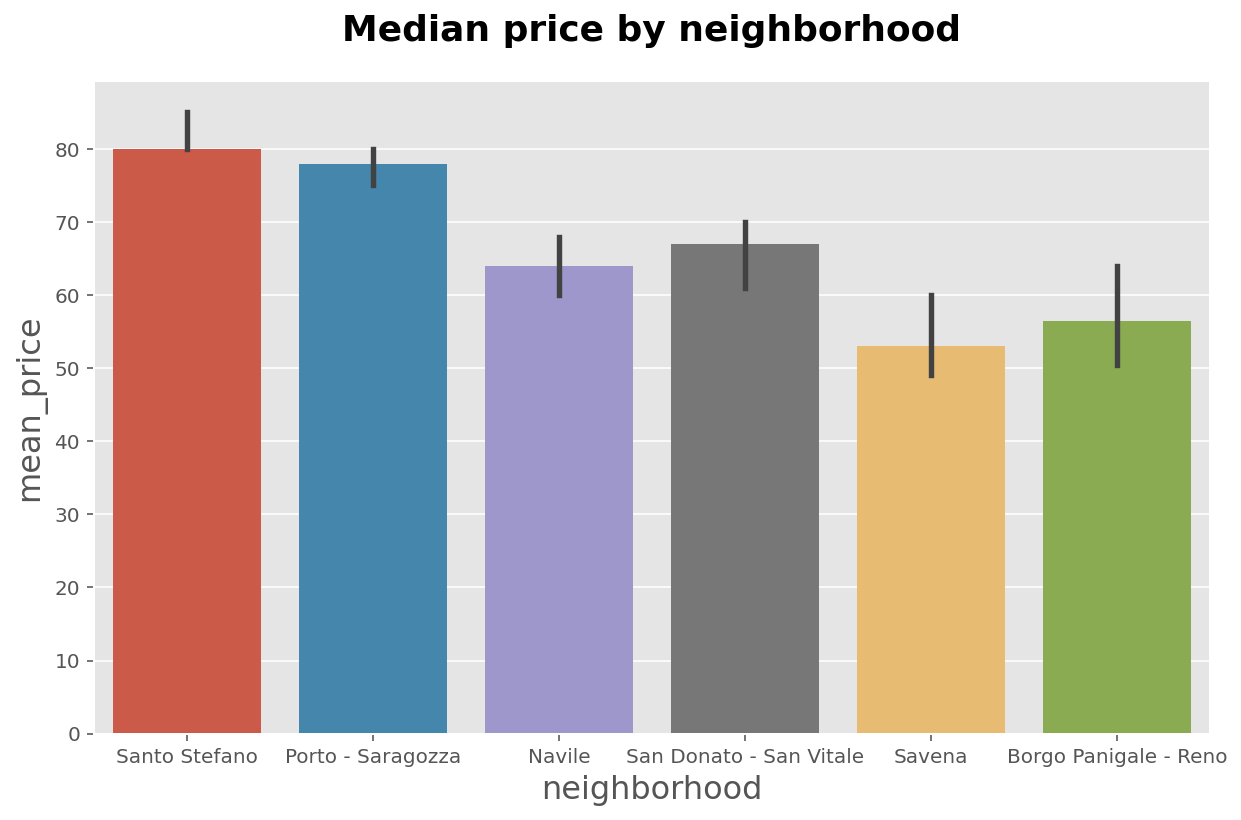 Median price by neighborhood
mean_price
80
70
60
50
40
30
20
10
0
Santo Stefano Porto - Saragozza Navile San Donato - San Vitale Savena Borgo Panigale - Reno
neighborhood